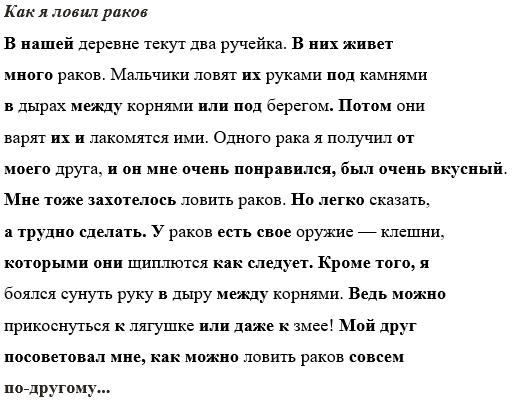 Как я ловил раков
В нашей деревне текут два ручейка. В них живет
много раков. Мальчики ловят их руками под камнями
в дырах между корнями или под берегом. Потом они
варят их и лакомятся ими. Одного рака я получил от
моего друга, и он мне очень понравился, был очень вкусный.
Мне тоже захотелось ловить раков. Но легко сказать,
а трудно сделать. У раков есть свое оружие — клешни,
которыми они щиплются как следует. Кроме того, я
боялся сунуть руку в дыру между корнями. Ведь можно
прикоснуться к лягушке или даже к змее! Мой друг
посоветовал мне, как можно ловить раков совсем
по-другому...